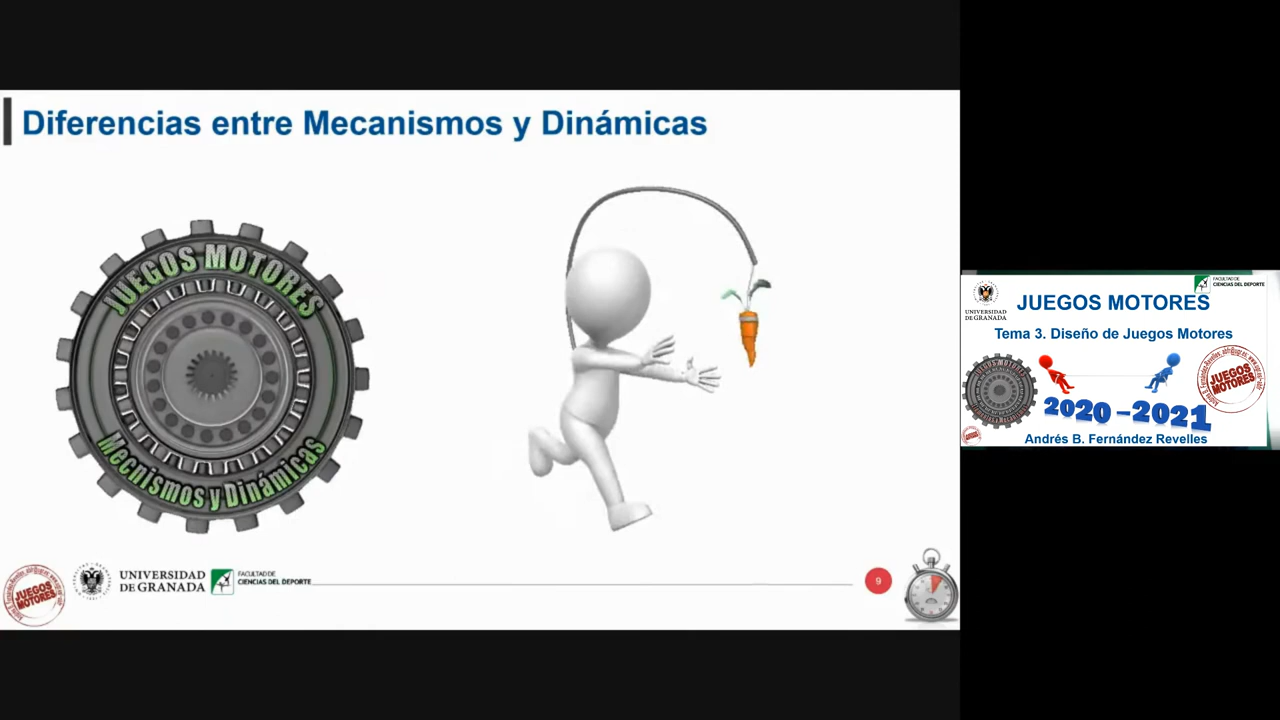 Diferencias entre Mecanismos y Dinámicas
JUEGOS MOTORES
Mecnismos y Dinámicas
JUEGOS
MOTORES
UNIVERSIDAD
DE GRANADA
FACULTAD DE
CIENCIAS DEL DEPORTE
9
UNIVERSIDAD
DE GRANADA
FACULTAD DE
CIENCIAS DEL DEPORTE
JUEGOS MOTORES
Tema 3. Diseño de Juegos Motores
JUEGOS
MOTORES
2020-2021
Andrés B. Fernández Revelles